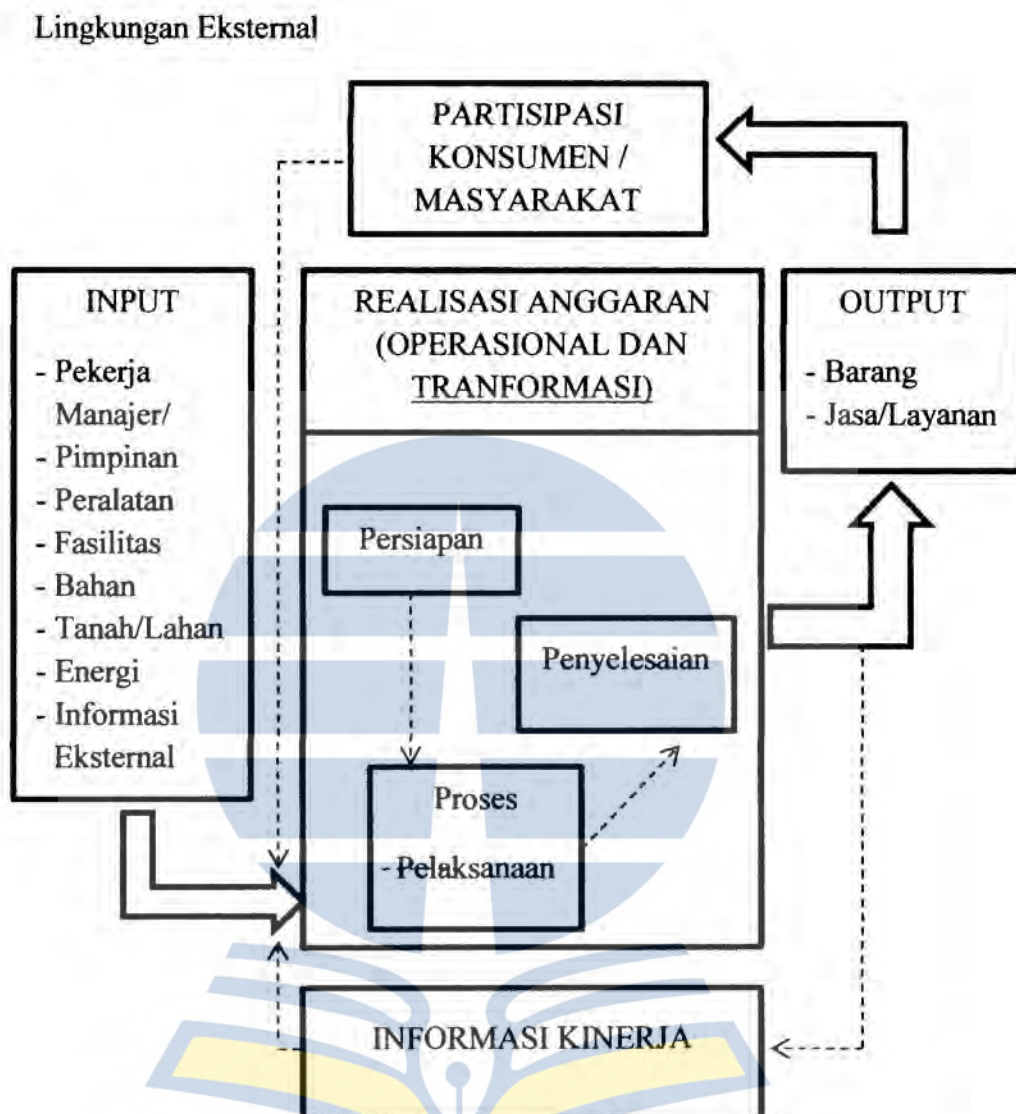 Lingkungan Eksternal
PARTISIPASI
KONSUMEN /
MASYARAKAT
INPUT
- Pekerja
Manajer/
- Pimpinan
- Peralatan
- Fasilitas
- Bahan
- Tanah/Lahan
- Energi
- Informasi
Eksternal
REALISASI ANGGARAN
(OPERASIONAL DAN
TRANFORMASI)
Persiapan
Penyelesaian
Proses
- Pelaksanaan
OUTPUT
- Barang
- Jasa/Layanan
INFORMASI KINERJA